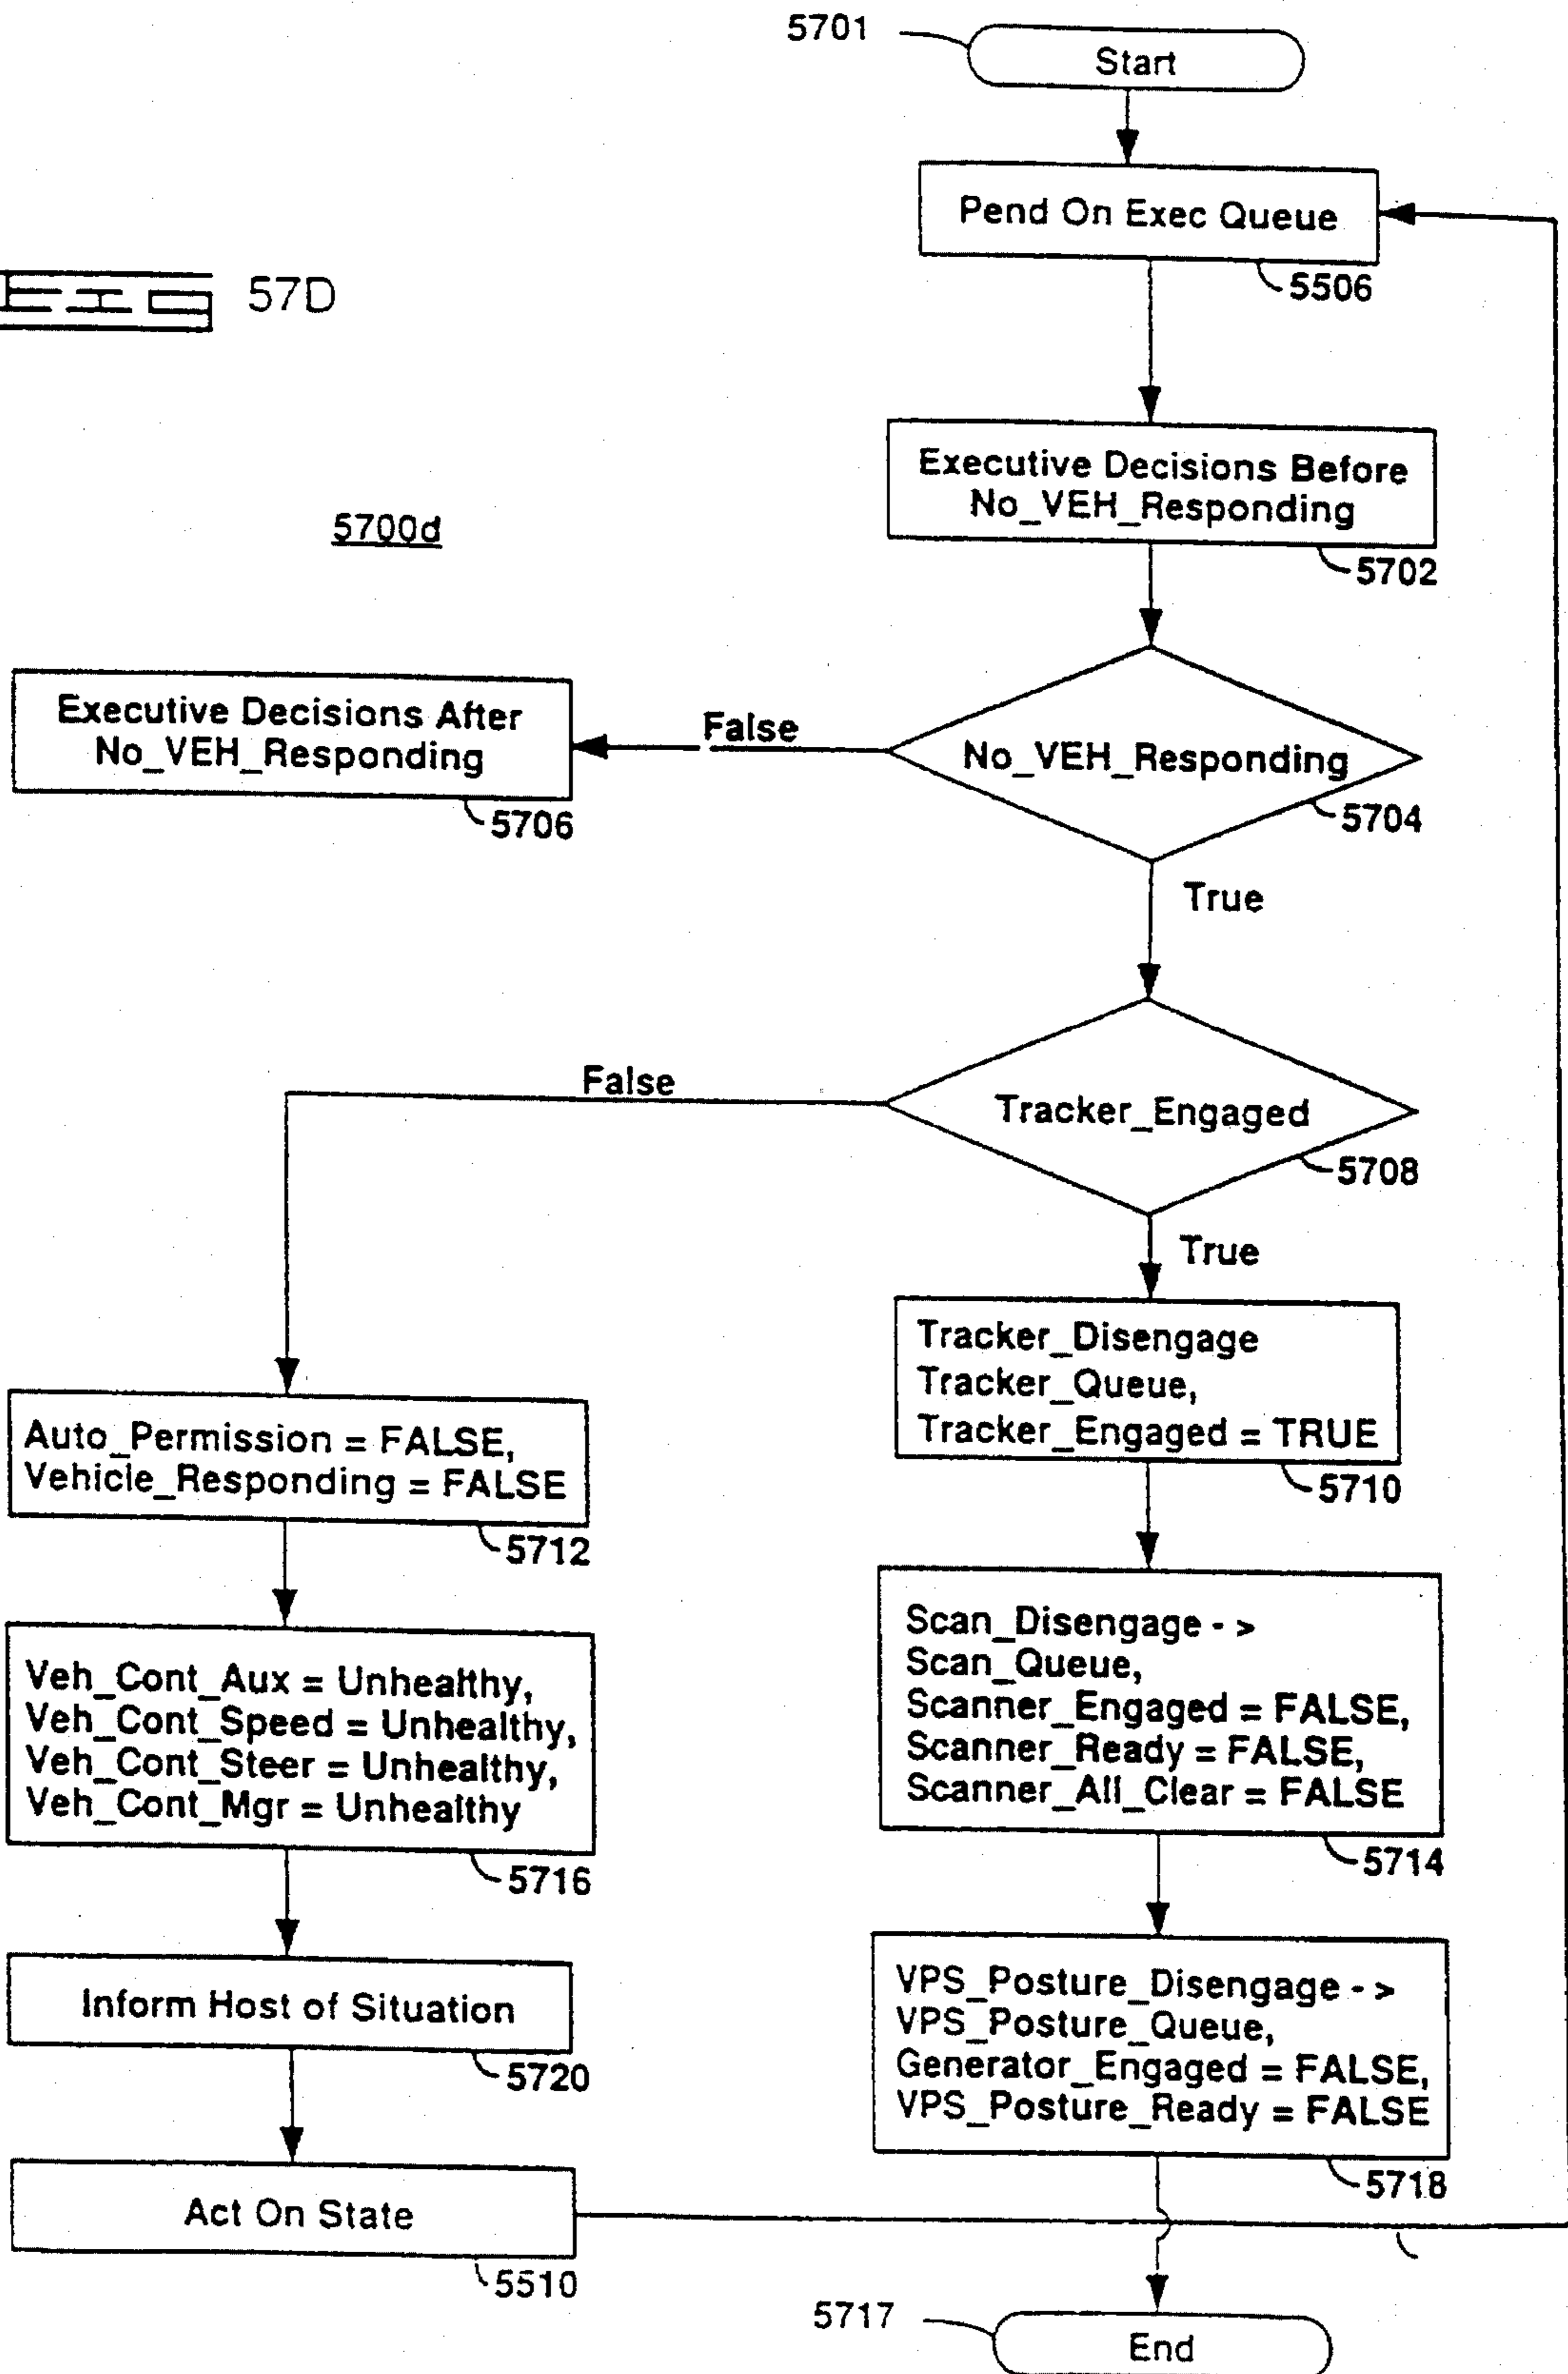 5701
Start
Pend On Exec Queue
5506
FIG 57D
Executive Decisions Before
No_VEH_Responding
5702
5700d
Executive Decisions After
No_VEH_Responding
5706
False
No_VEH_Responding
5704
True
False
Tracker_Engaged
5708
True
Tracker_Disengage
Tracker_Queue,
Tracker_Engaged = TRUE
5710
Auto_Permission = FALSE,
Vehicle_Responding = FALSE
5712
Scan_Disengage - >
Scan_Queue,
Scanner_Engaged = FALSE,
Scanner_Ready = FALSE,
Scanner_All_Clear = FALSE
5714
Veh_Cont_Aux = Unhealthy,
Veh_Cont_Speed = Unhealthy,
Veh_Cont_Steer = Unhealthy,
Veh_Cont_Mgr = Unhealthy
5716
VPS_Posture_Disengage - >
VPS_Posture_Queue,
Generator_Engaged = FALSE,
VPS_Posture_Ready = FALSE
5718
Inform Host of Situation
5720
Act On State
5510
5717
End